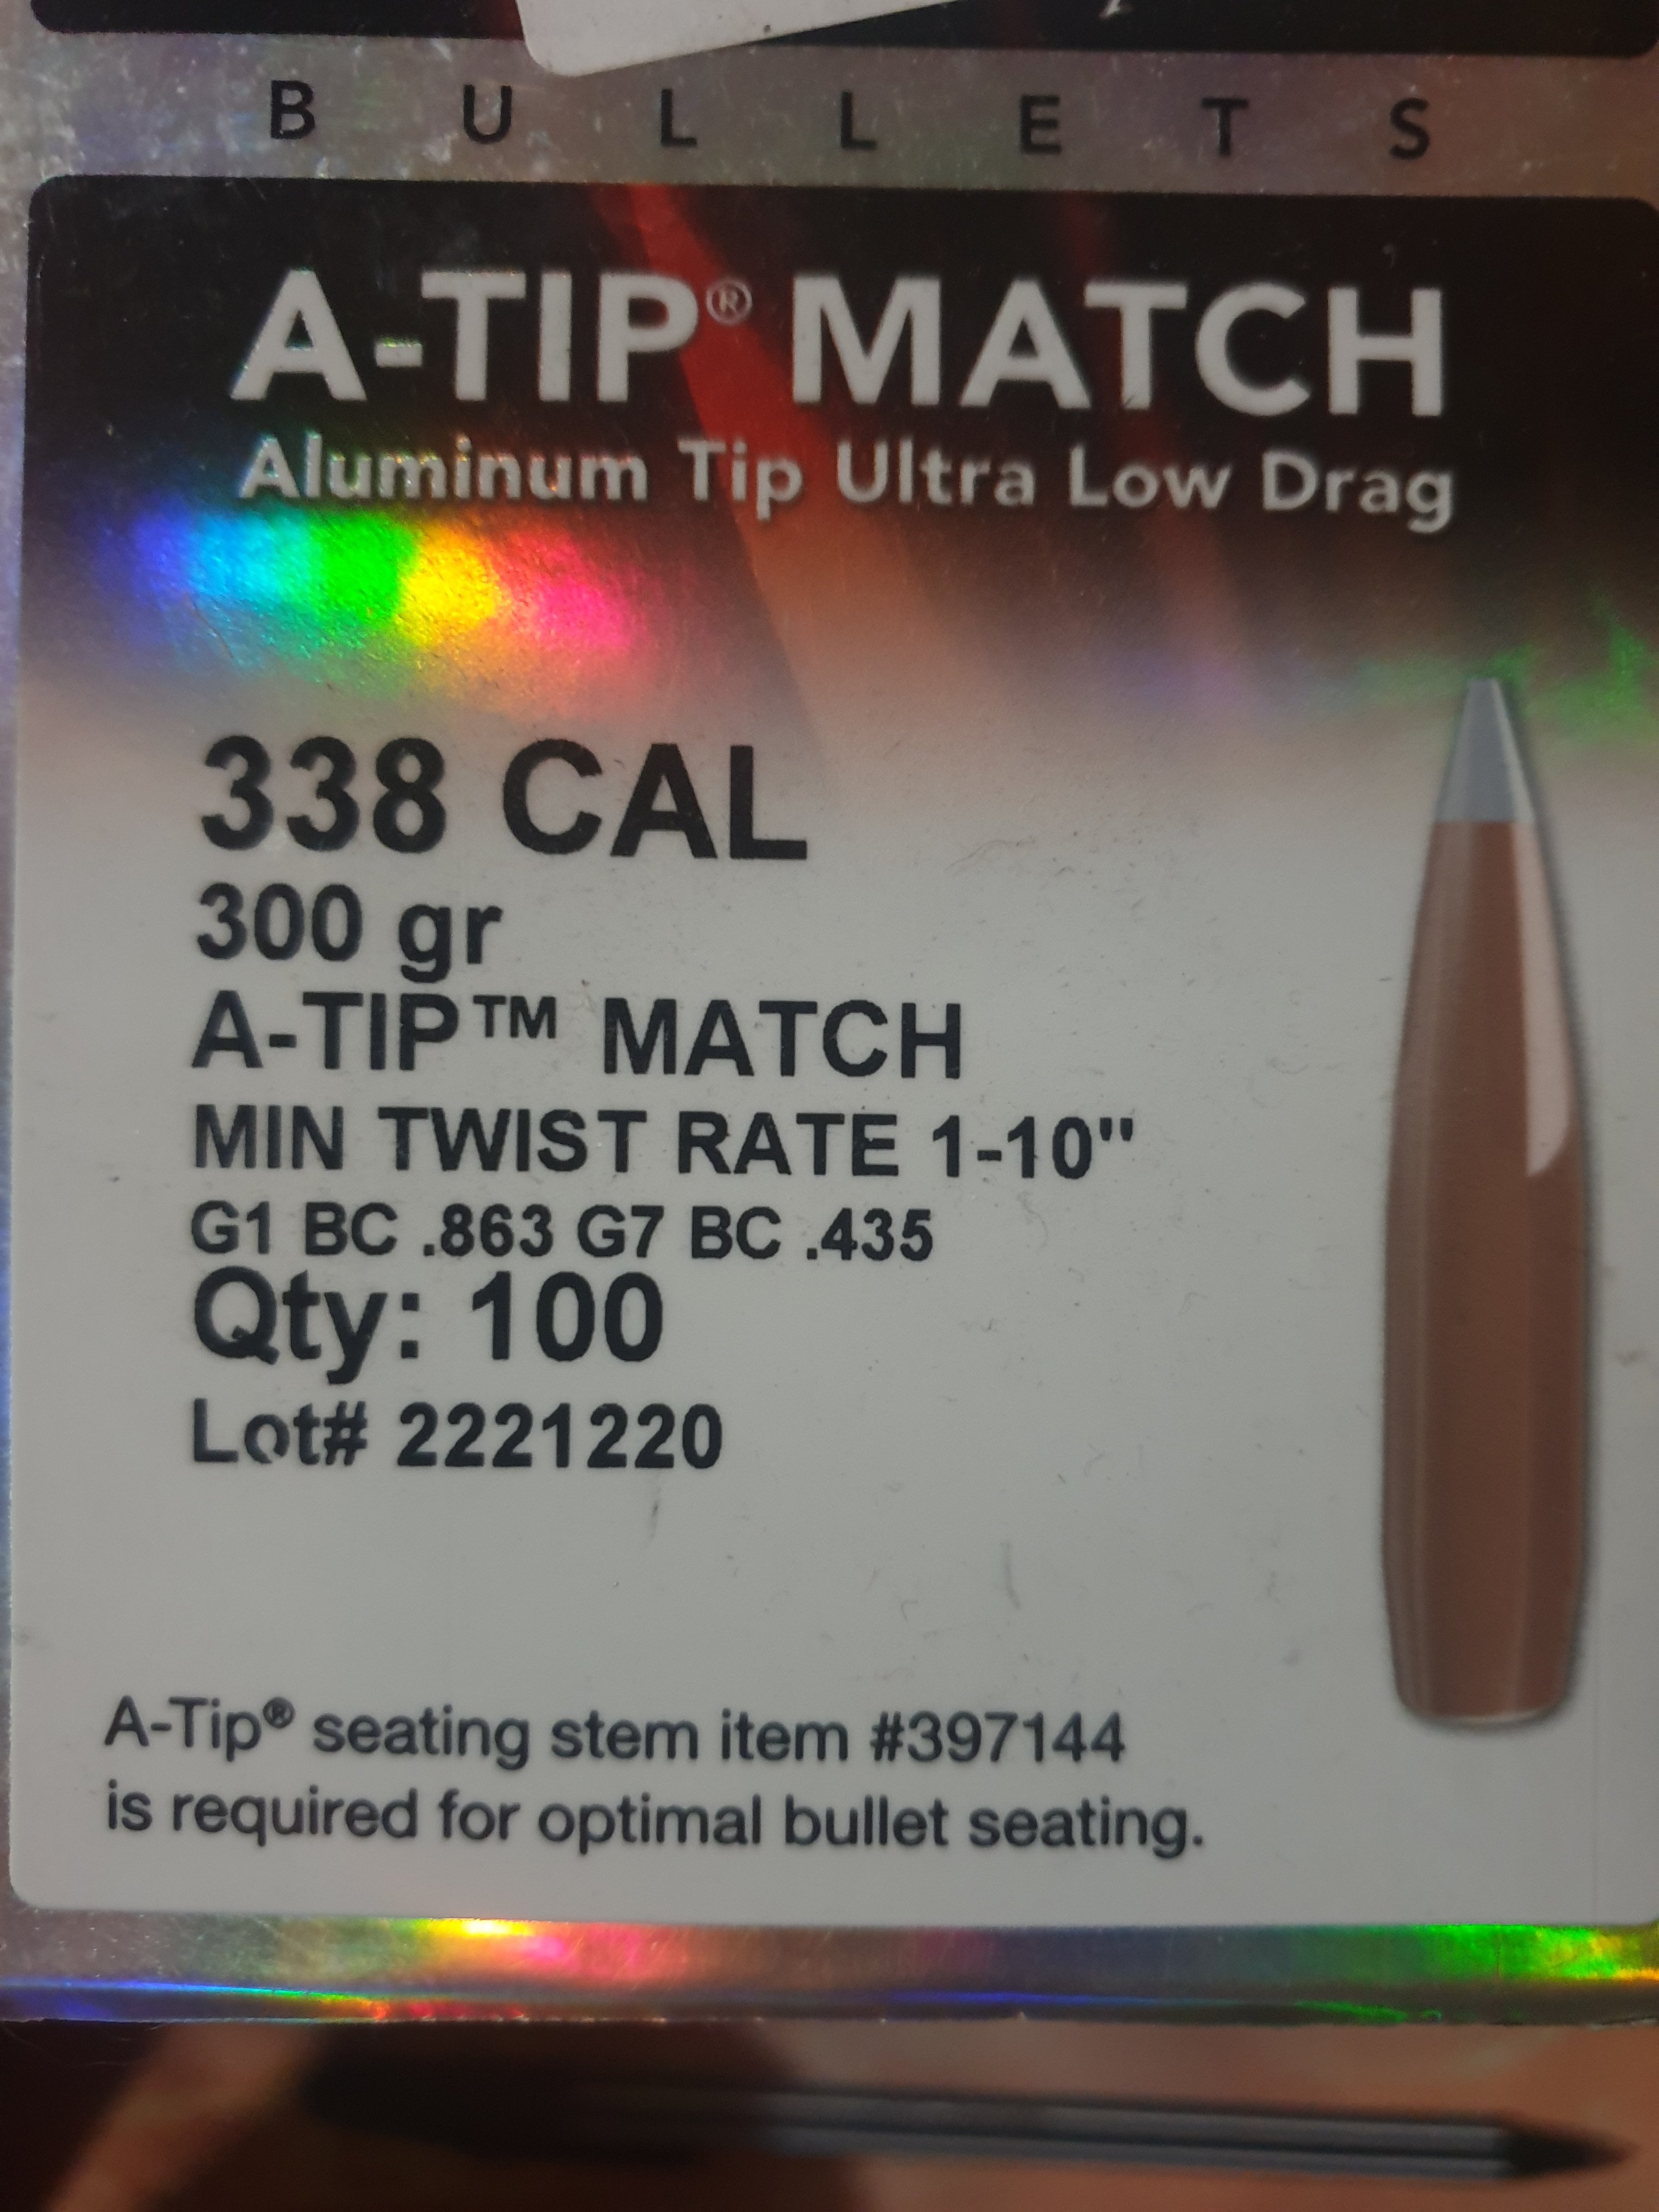 BULLETS
A-TIP® MATCH
Aluminum Tip Ultra Low Drag
338 CAL
300 gr
A-TIP™ MATCH
MIN TWIST RATE 1-10"
G1 BC .863 G7 BC .435
Qty: 100
Lot# 2221220
A-Tip® seating stem item #397144
is required for optimal bullet seating.